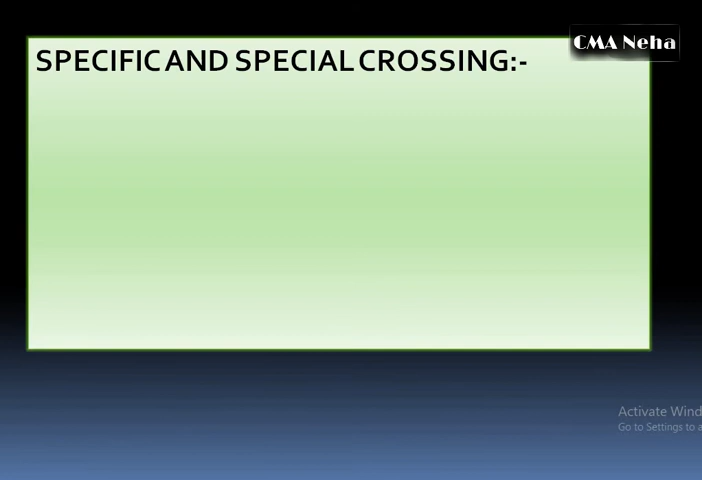 CMA Neha
SPECIFIC AND SPECIAL CROSSING:-
Activate Wind
Go to Settings to a